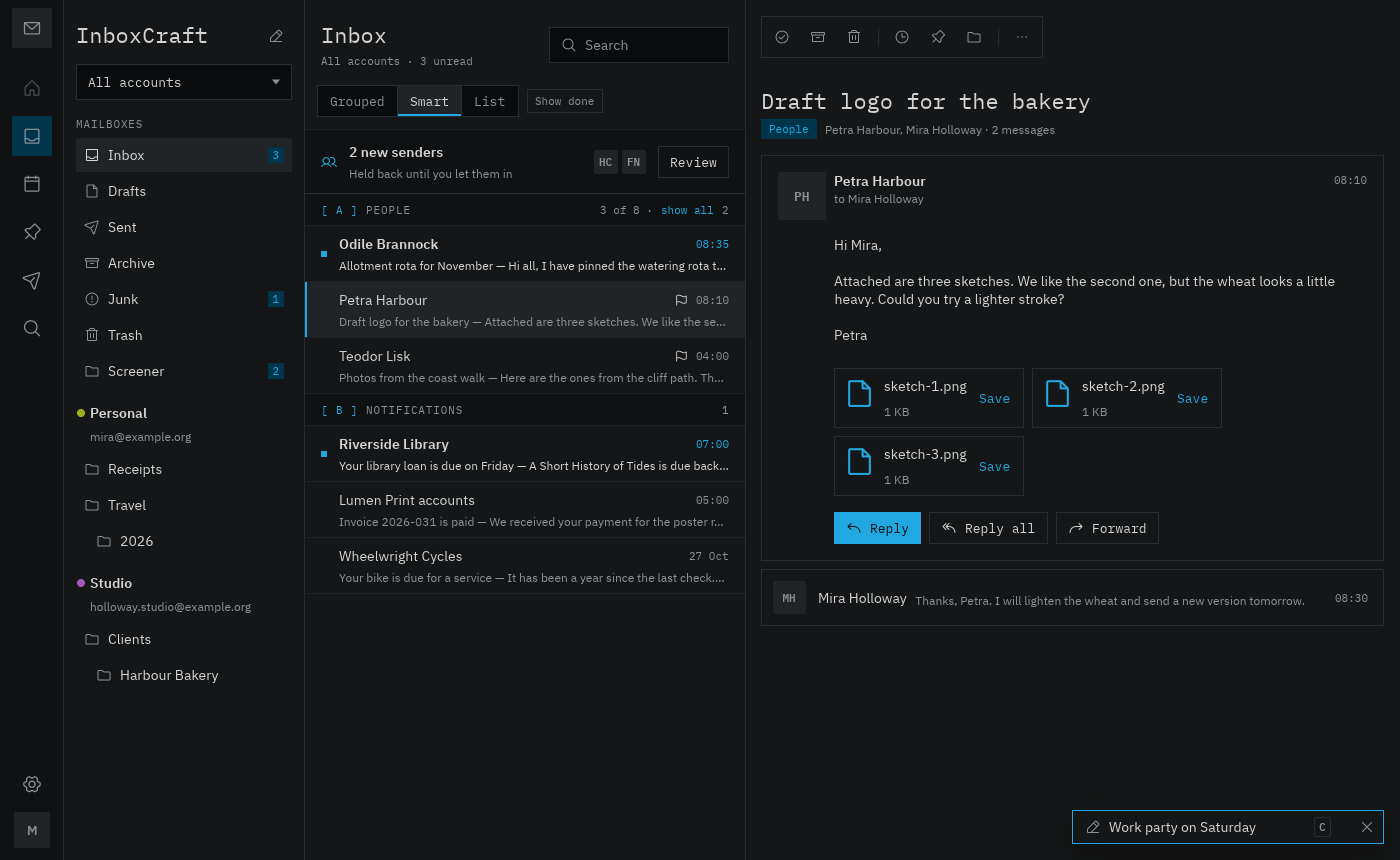 InboxCraft
All accounts
MAILBOXES
Inbox 3
Drafts
Sent
Archive
Junk 1
Trash
Screener 2
Personal
mira@example.org
Receipts
Travel
2026
Studio
holloway.studio@example.org
Clients
Harbour Bakery
M
Inbox
All accounts · 3 unread
Search
Grouped Smart List Show done
2 new senders
Held back until you let them in
HC FN Review
[ A ] PEOPLE 3 of 8 · show all 2
Odile Brannock 08:35
Allotment rota for November — Hi all, I have pinned the watering rota t…
Petra Harbour 08:10
Draft logo for the bakery — Attached are three sketches. We like the se…
Teodor Lisk 04:00
Photos from the coast walk — Here are the ones from the cliff path. Th…
[ B ] NOTIFICATIONS 1
Riverside Library 07:00
Your library loan is due on Friday — A Short History of Tides is due back…
Lumen Print accounts 05:00
Invoice 2026-031 is paid — We received your payment for the poster r…
Wheelwright Cycles 27 Oct
Your bike is due for a service — It has been a year since the last check.…
Draft logo for the bakery
People Petra Harbour, Mira Holloway · 2 messages
PH
Petra Harbour 08:10
to Mira Holloway
Hi Mira,
Attached are three sketches. We like the second one, but the wheat looks a little
heavy. Could you try a lighter stroke?
Petra
sketch-1.png
1 KB
Save
sketch-2.png
1 KB
Save
sketch-3.png
1 KB
Save
Reply Reply all Forward
MH Mira Holloway Thanks, Petra. I will lighten the wheat and send a new version tomorrow. 08:30
Work party on Saturday C